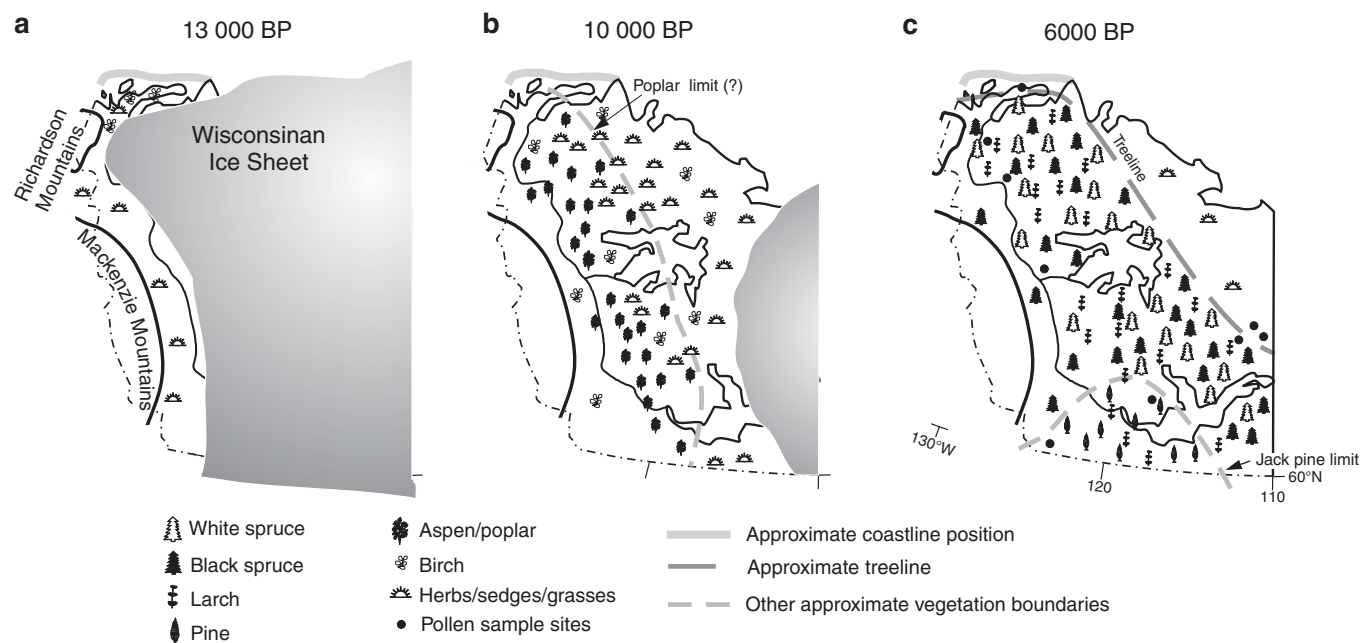 a
13 000 BP
Wisconsinan
Ice Sheet
Richardson
Mountains
Mackenzie Mountains
b
10 000 BP
Poplar limit (?)
c
6000 BP
Treeline
Jack pine limit
60°N
130°W
120
110
White spruce
Black spruce
Larch
Pine
Aspen/poplar
Birch
Herbs/sedges/grasses
Pollen sample sites
Approximate coastline position
Approximate treeline
Other approximate vegetation boundaries